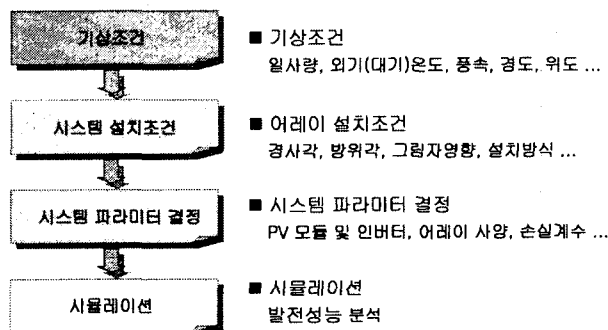 기상조건
■ 기상조건
일사량, 외기(대기)온도, 풍속, 경도, 위도 ...
시스템 설치조건
■ 어레이 설치조건
경사각, 방위각, 그림자영향, 설치방식 ...
시스템 파라미터 결정
■ 시스템 파라미터 결정
PV 모듈 및 인버터, 어레이 사양, 손실계수 ...
시뮬레이션
■ 시뮬레이션
발전성능 분석